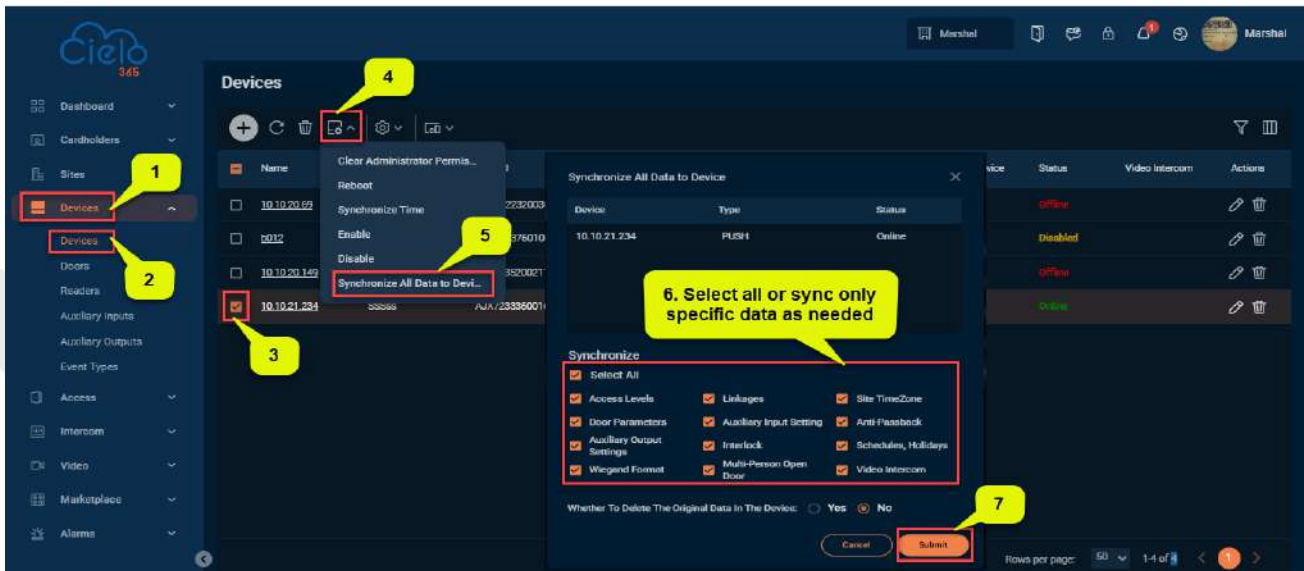 Cielo
365
Marshal
1
Marshal
Devices
4
Dashboard
Cardholders
Sites
1
Devices
Devices
2
Doors
Readers
Auxiliary Inputs
Auxiliary Outputs
Event Types
Access
Intercom
Video
Marketplace
Alarms
Name
Clear Administrator Permis...
Reboot
Synchronize Time
Enable
Disable
5
Synchronize All Data to Devi...
Status
Video Intercom
Actions
10.10.20.69
Offline
b012
Disabled
10.10.20.149
Offline
10.10.21.234
Online
3
Synchronize All Data to Device
Device
Type
Status
10.10.21.234
PUSH
Online
6. Select all or sync only
specific data as needed
Synchronize
Select All
Access Levels
Linkages
Site TimeZone
Door Parameters
Auxiliary Input Setting
Anti-Passback
Auxiliary Output
Settings
Interlock
Schedules, Holidays
Wiegand Format
Multi-Person Open
Door
Video Intercom
Whether To Delete The Original Data In The Device:
Yes
No
7
Cancel
Submit
Rows per page:
50
1-4 of 4
1